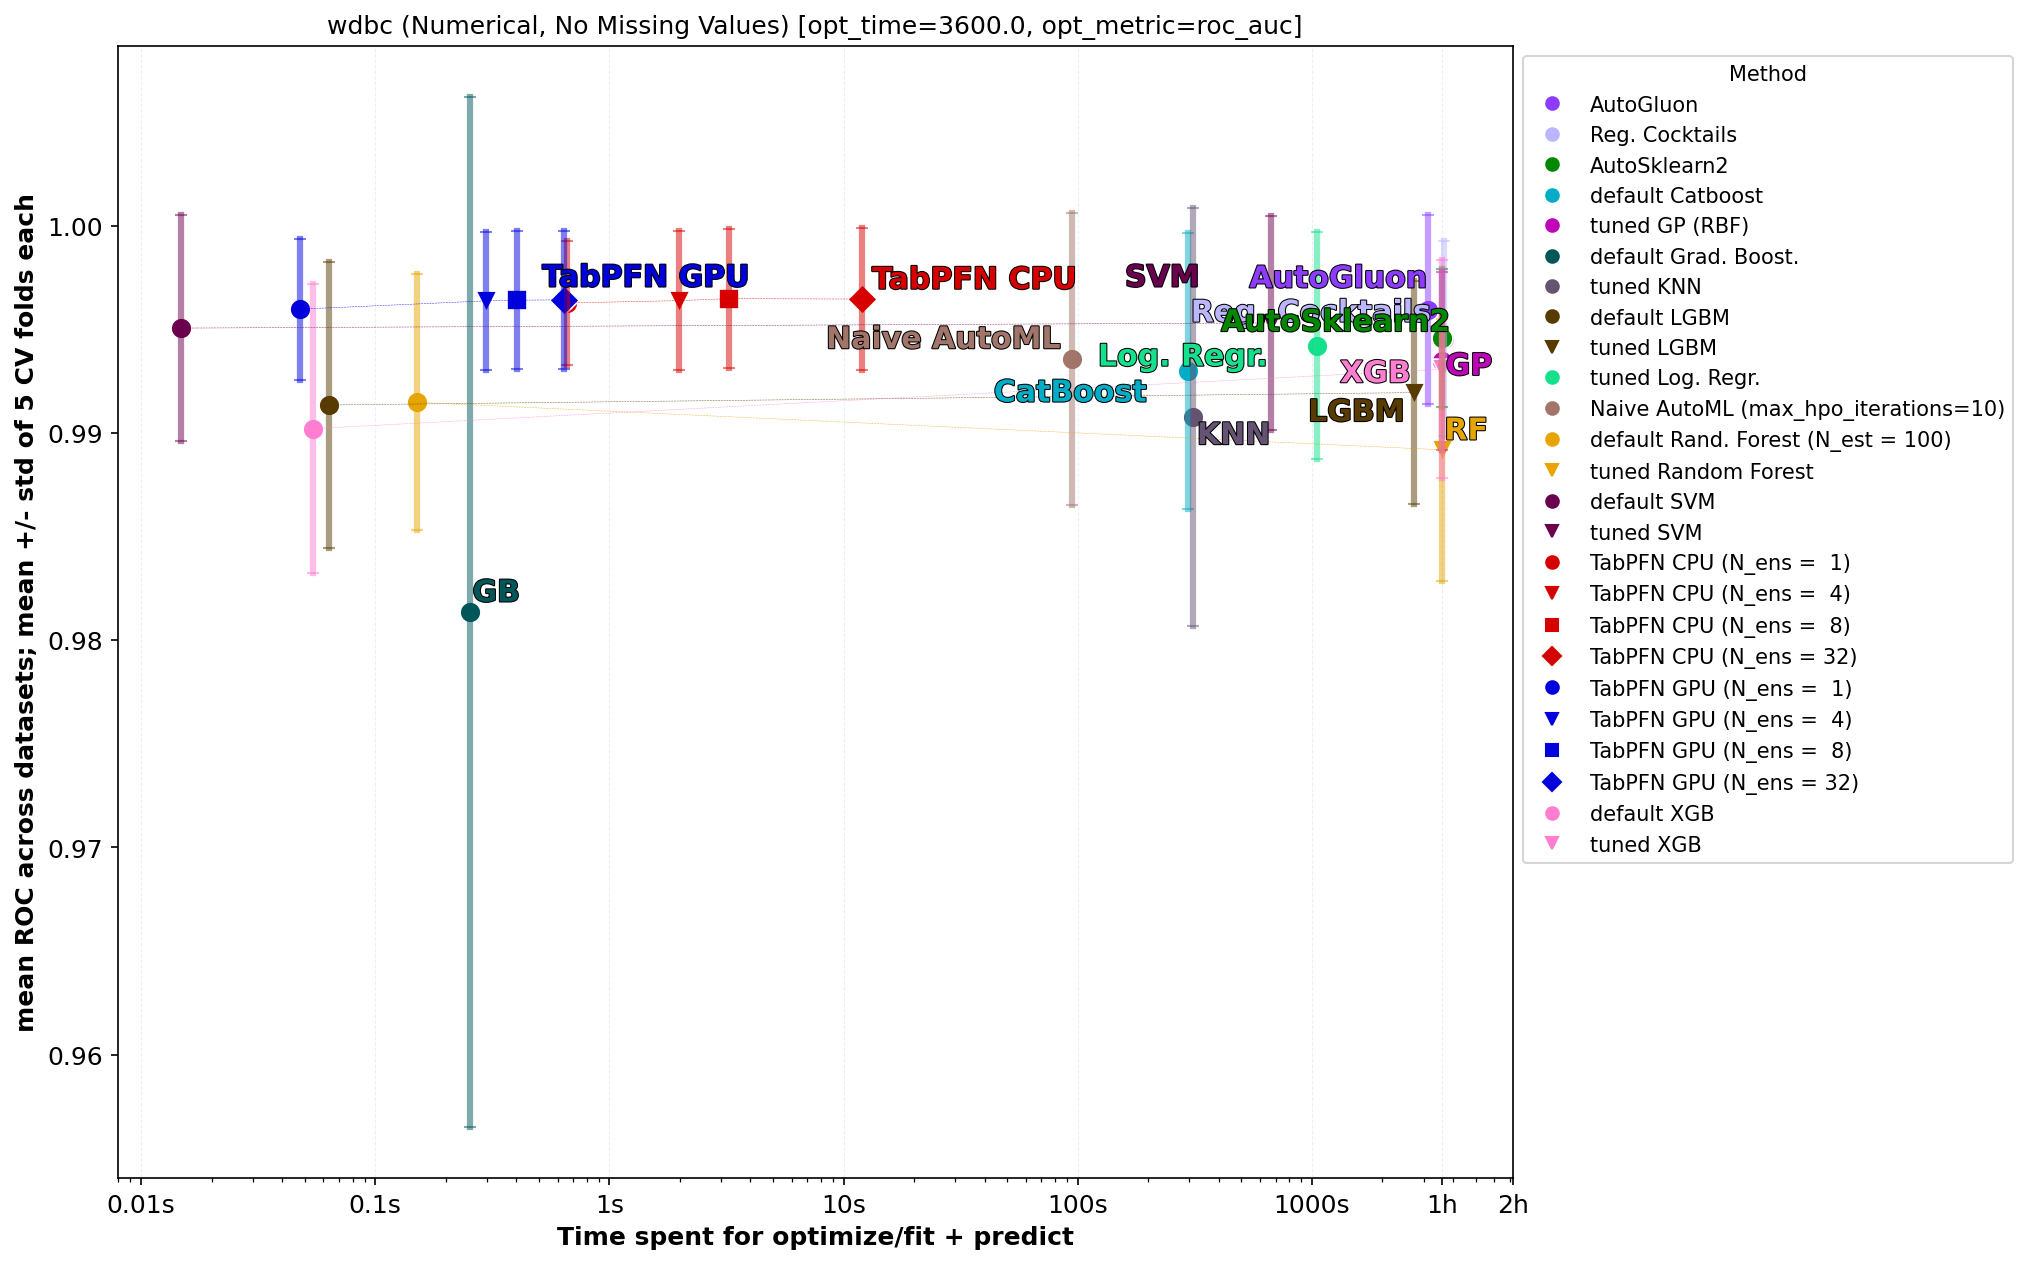 wdbc (Numerical, No Missing Values) [opt_time=3600.0, opt_metric=roc_auc]
mean ROC across datasets; mean +/- std of 5 CV folds each
1.00
0.99
0.98
0.97
0.96
TabPFN GPU
TabPFN CPU
SVM
AutoGluon
Reg. Cocktails
AutoSklearn2
Naive AutoML
Log. Regr.
GP
XGB
CatBoost
LGBM
RF
KNN
GB
0.01s
0.1s
1s
10s
100s
1000s
1h
2h
Time spent for optimize/fit + predict
Method
AutoGluon
Reg. Cocktails
AutoSklearn2
default Catboost
tuned GP (RBF)
default Grad. Boost.
tuned KNN
default LGBM
tuned LGBM
tuned Log. Regr.
Naive AutoML (max_hpo_iterations=10)
default Rand. Forest (N_est = 100)
tuned Random Forest
default SVM
tuned SVM
TabPFN CPU (N_ens =  1)
TabPFN CPU (N_ens =  4)
TabPFN CPU (N_ens =  8)
TabPFN CPU (N_ens = 32)
TabPFN GPU (N_ens =  1)
TabPFN GPU (N_ens =  4)
TabPFN GPU (N_ens =  8)
TabPFN GPU (N_ens = 32)
default XGB
tuned XGB